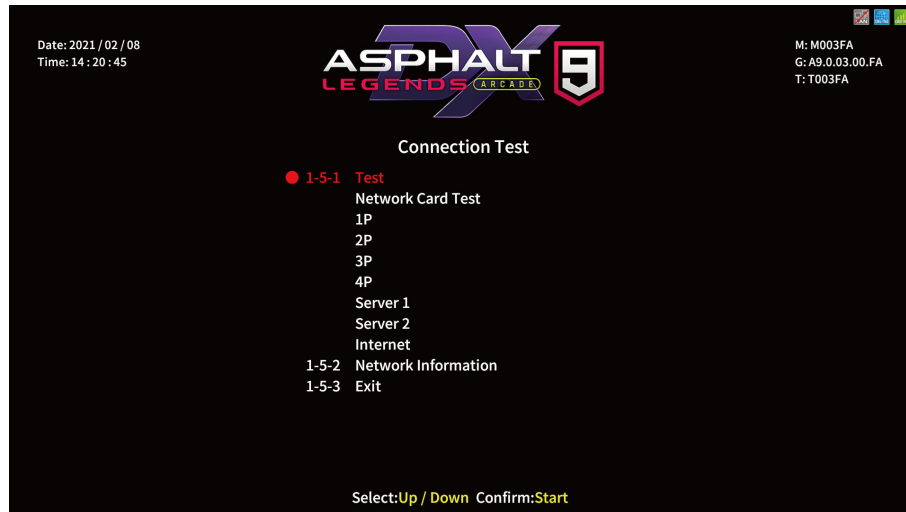 Date: 2021 / 02 / 08
Time: 14 : 20 : 45
ASPHALT 9
DX
LEGENDS ARCADE
M: M003FA
G: A9.0.03.00.FA
T: T003FA
Connection Test
1-5-1 Test
Network Card Test
1P
2P
3P
4P
Server 1
Server 2
Internet
1-5-2 Network Information
1-5-3 Exit
Select:Up / Down Confirm:Start